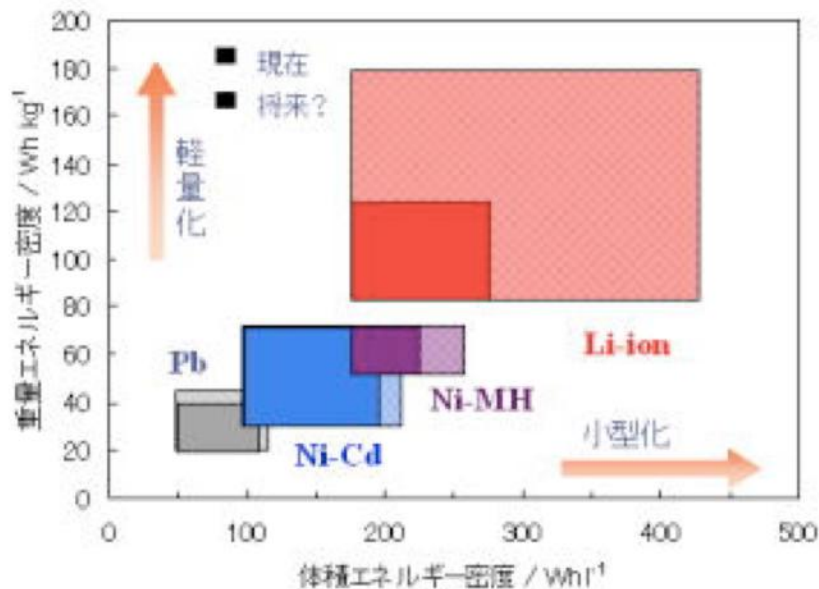 200
180
160
140
120
100
80
60
40
20
0
重量エネルギー密度 / Wh kg⁻¹
■ 現在
■ 将来?
軽量化
Pb
Ni-Cd
Ni-MH
Li-ion
小型化
0 100 200 300 400 500
体積エネルギー密度 / Wh l⁻¹